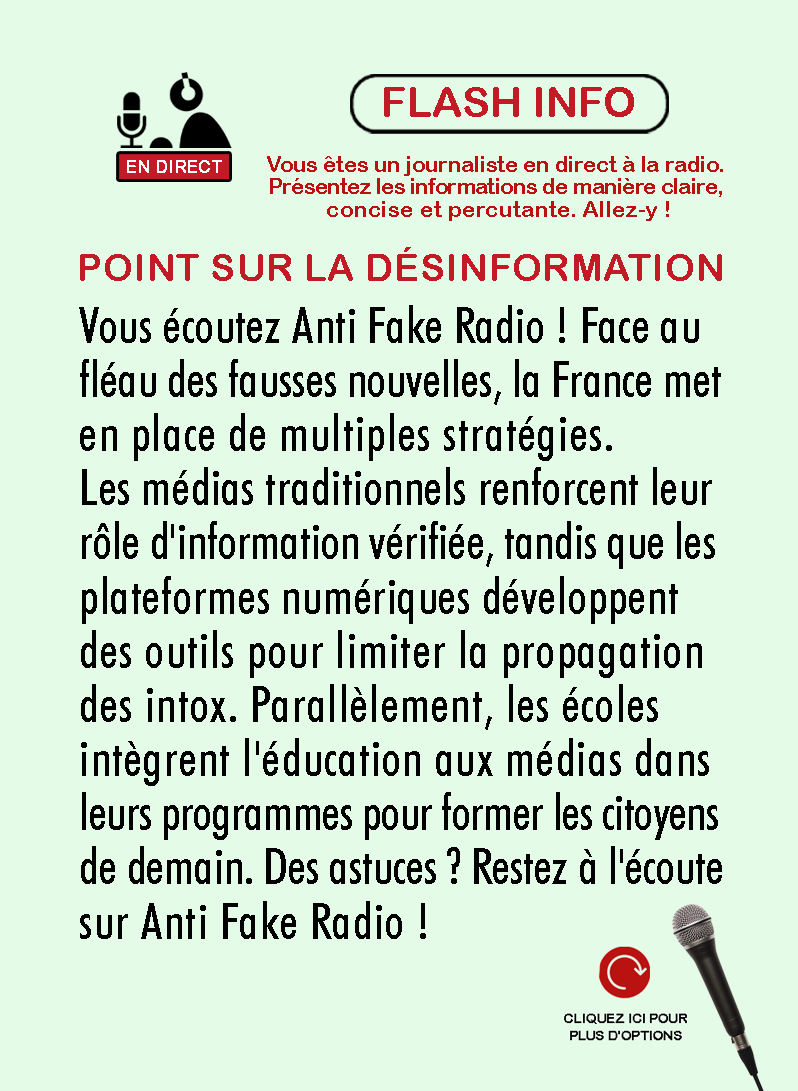 FLASH INFO
EN DIRECT
Vous êtes un journaliste en direct à la radio.
Présentez les informations de manière claire,
concise et percutante. Allez-y !
POINT SUR LA DÉSINFORMATION
Vous écoutez Anti Fake Radio ! Face au
fléau des fausses nouvelles, la France met
en place de multiples stratégies.
Les médias traditionnels renforcent leur
rôle d'information vérifiée, tandis que les
plateformes numériques développent
des outils pour limiter la propagation
des intox. Parallèlement, les écoles
intègrent l'éducation aux médias dans
leurs programmes pour former les citoyens
de demain. Des astuces ? Restez à l'écoute
sur Anti Fake Radio !
CLIQUEZ ICI POUR
PLUS D'OPTIONS